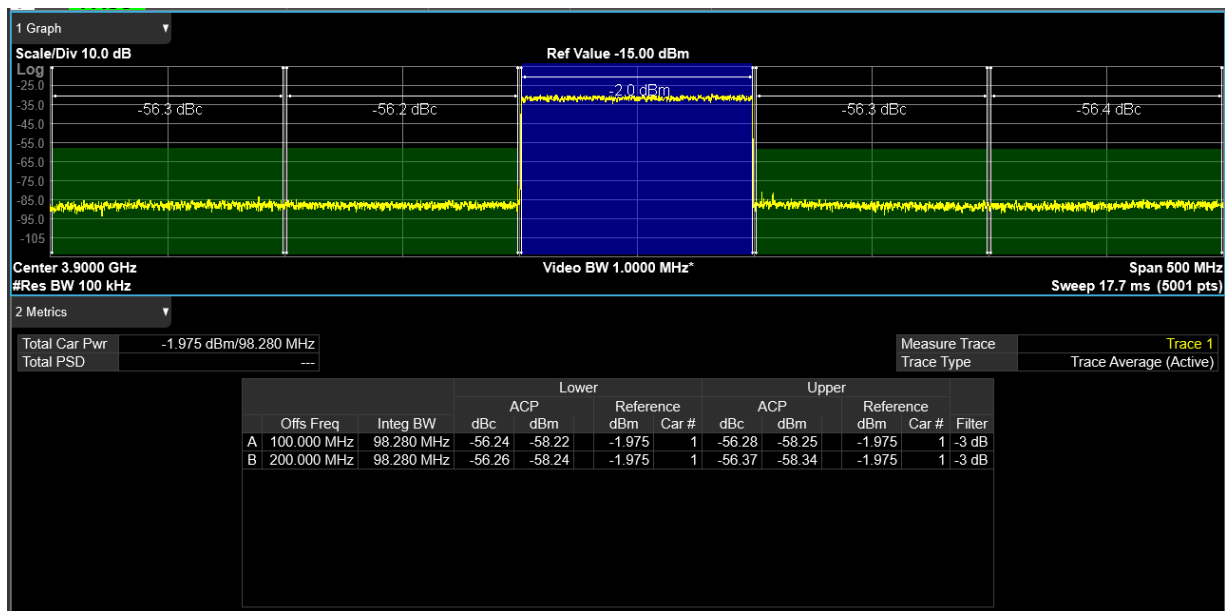 1 Graph
Scale/Div 10.0 dB
Ref Value -15.00 dBm
Log
-25.0
-35.0
-45.0
-55.0
-65.0
-75.0
-85.0
-95.0
-105
-56.3 dBc
-56.2 dBc
-2.0 dBm
-56.3 dBc
-56.4 dBc
Center 3.9000 GHz
Video BW 1.0000 MHz*
Span 500 MHz
#Res BW 100 kHz
Sweep 17.7 ms (5001 pts)
2 Metrics
Total Car Pwr -1.975 dBm/98.280 MHz
Total PSD ---
Measure Trace Trace 1
Trace Type Trace Average (Active)
Lower Upper
ACP Reference ACP Reference
Offs Freq Integ BW dBc dBm dBm Car # dBc dBm dBm Car # Filter
A 100.000 MHz 98.280 MHz -56.24 -58.22 -1.975 1 -56.28 -58.25 -1.975 1 -3 dB
B 200.000 MHz 98.280 MHz -56.26 -58.24 -1.975 1 -56.37 -58.34 -1.975 1 -3 dB